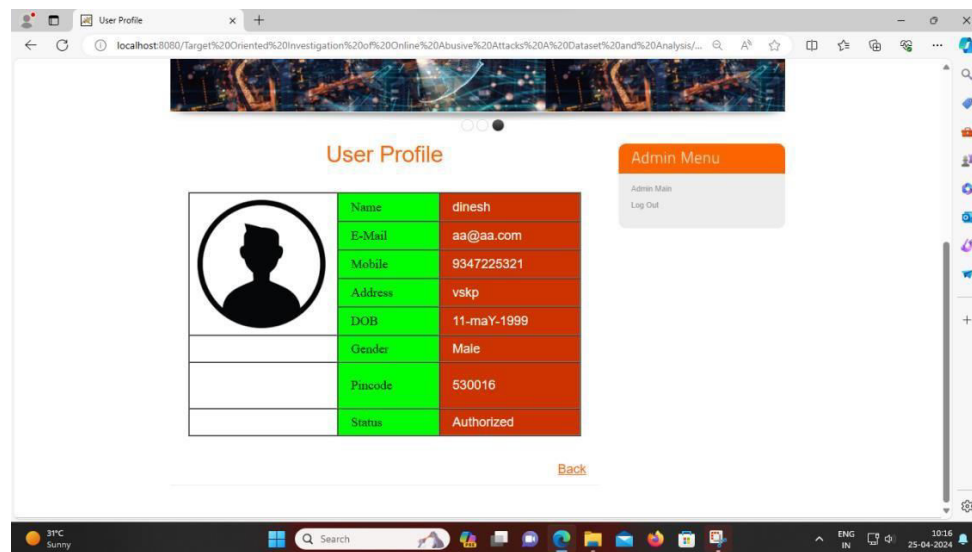 User Profile
localhost:8080/Target%20Oriented%20Investigation%20of%20Online%20Abusive%20Attacks%20A%20Dataset%20and%20Analysis/...
User Profile
Admin Menu
Admin Main
Log Out
Name dinesh
E-Mail aa@aa.com
Mobile 9347225321
Address vskp
DOB 11-maY-1999
Gender Male
Pincode 530016
Status Authorized
Back
31°C
Sunny
Search
ENG
IN
10:16
25-04-2024